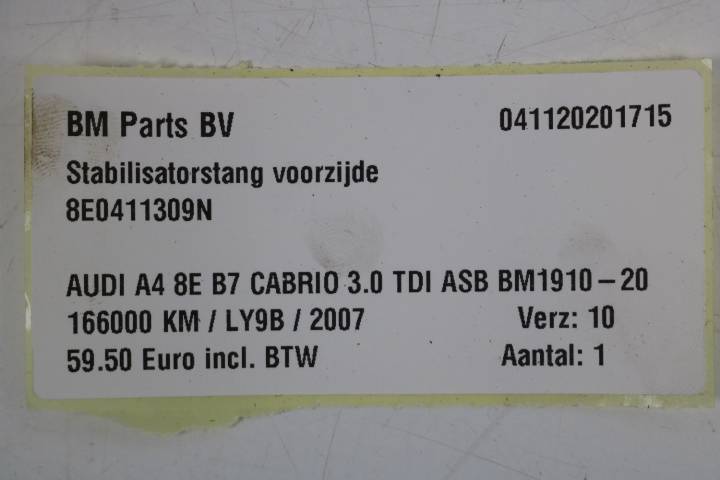 BM Parts BV 041120201715
Stabilisatorstang voorzijde
8E0411309N
AUDI A4 8E B7 CABRIO 3.0 TDI ASB BM1910-20
166000 KM / LY9B / 2007 Verz: 10
59.50 Euro incl. BTW Aantal: 1